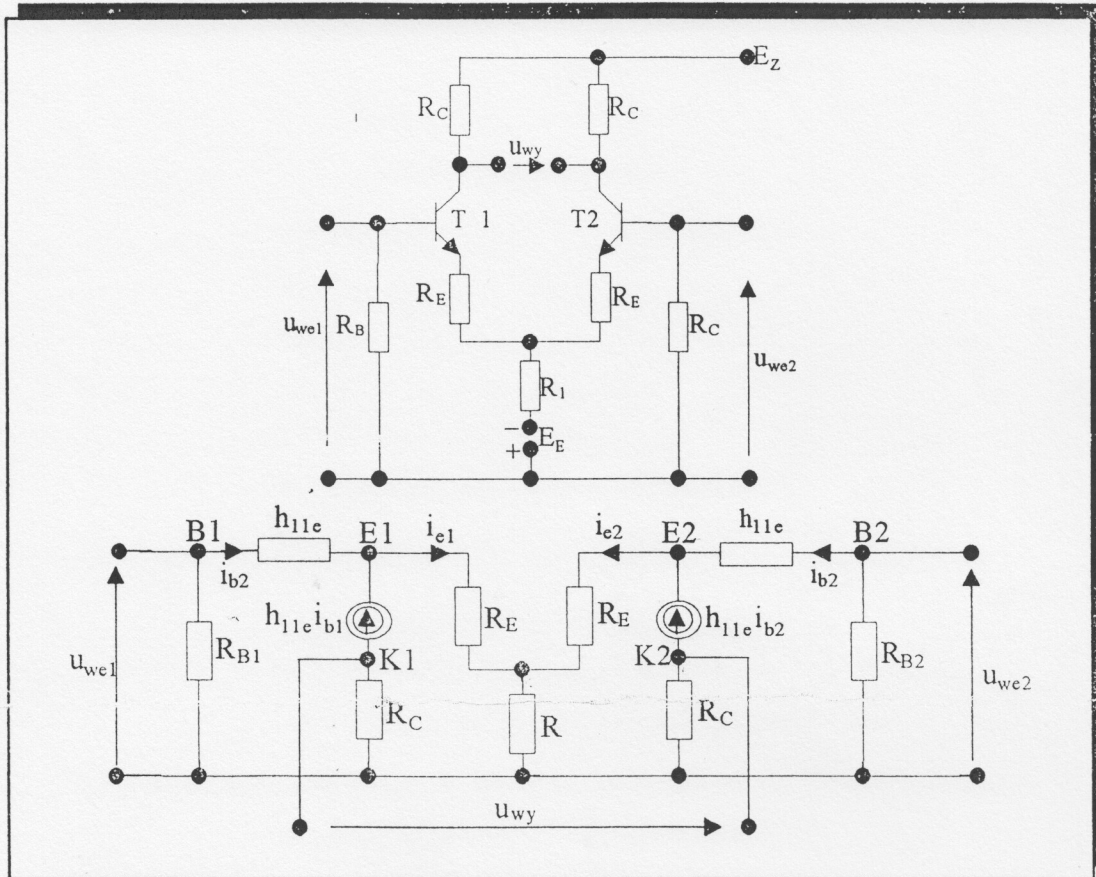 E_Z
R_C R_C
u_wy
T 1 T2
R_E R_E
u_we1 R_B R_C
u_we2
R_1
−
+ E_E
B1 h_11e E1 i_e1 i_e2 E2 h_11e B2
i_b2 i_b2
h_11e i_b1 R_E R_E h_11e i_b2
u_we1 R_B1 K1 K2 R_B2 u_we2
R_C R R_C
u_wy